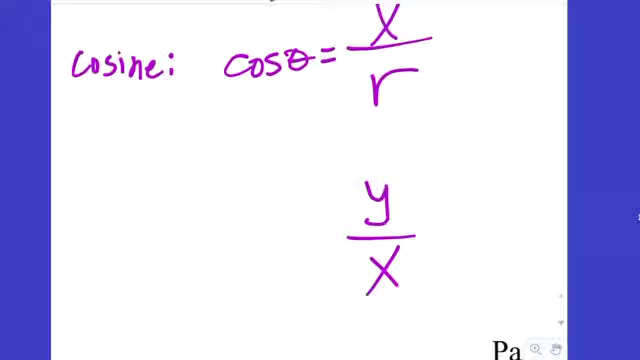 cosine: cosθ = x/r
y/x
Pa